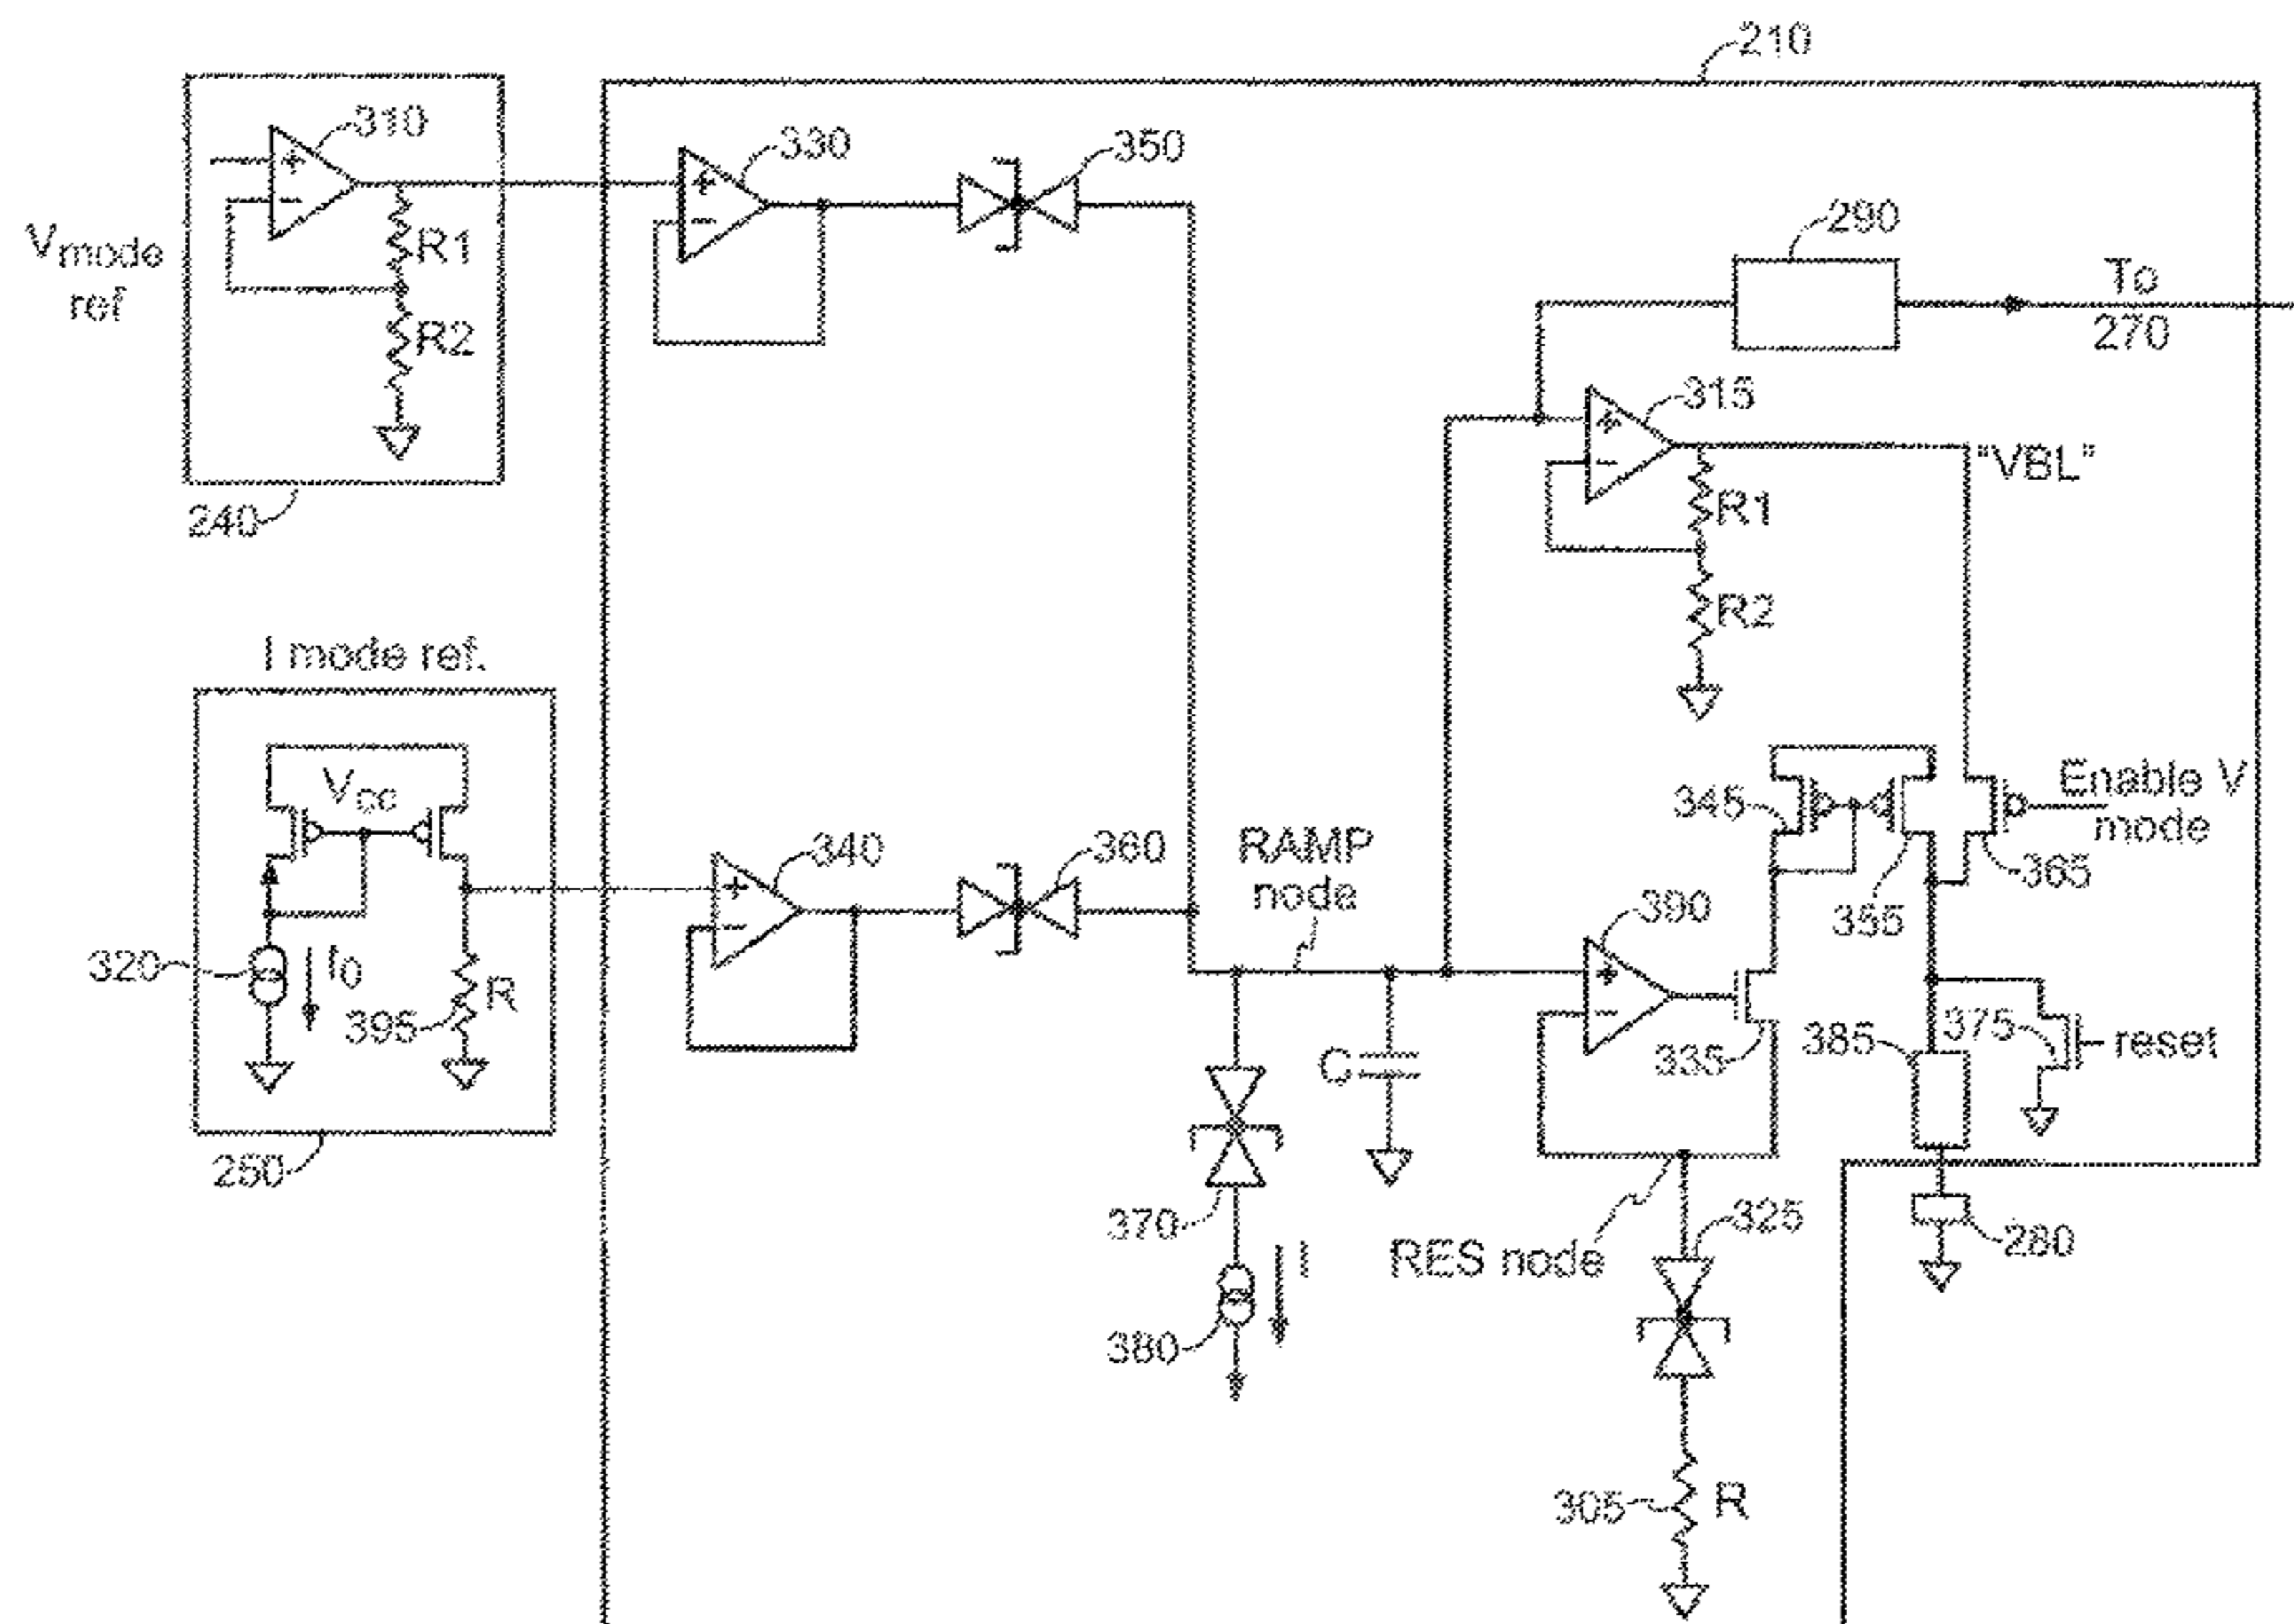 210
310
+
-
R1
R2
Vmode
ref
240
330
+
-
350
290
To
270
315
+
-
"VBL"
R1
R2
I mode ref.
Vcc
320
I0
395
R
250
340
+
-
360
RAMP
node
345
355
Enable V
mode
365
390
+
-
335
385
375
reset
C
370
380
I
RES node
325
280
305
R